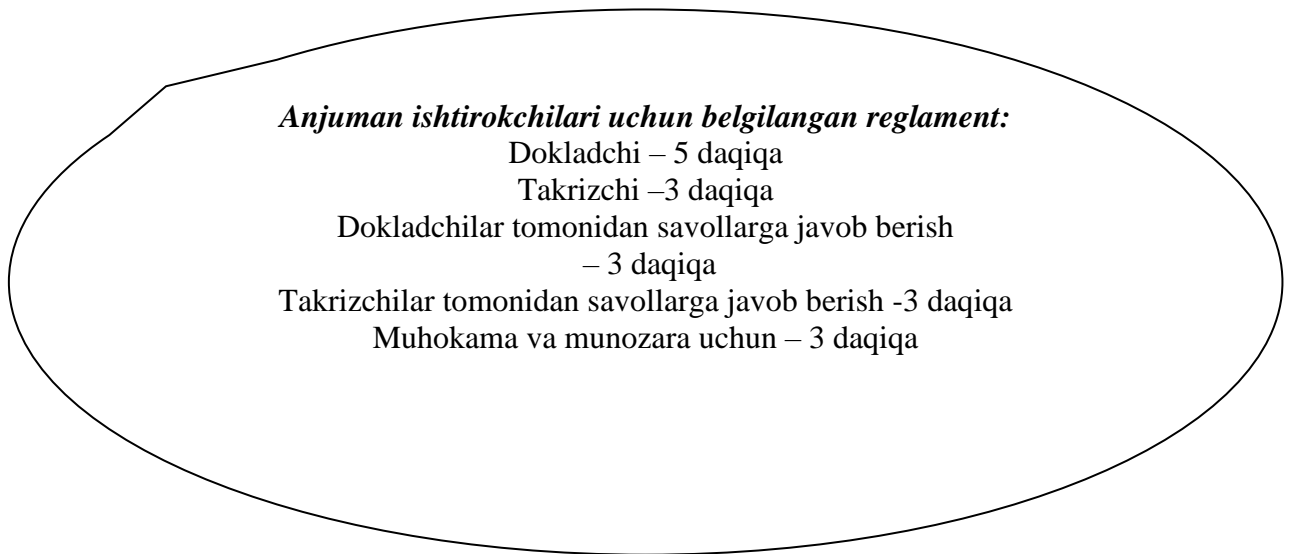 Anjuman ishtirokchilari uchun belgilangan reglament:
Dokladchi – 5 daqiqa
Takrizchi –3 daqiqa
Dokladchilar tomonidan savollarga javob berish
– 3 daqiqa
Takrizchilar tomonidan savollarga javob berish -3 daqiqa
Muhokama va munozara uchun – 3 daqiqa